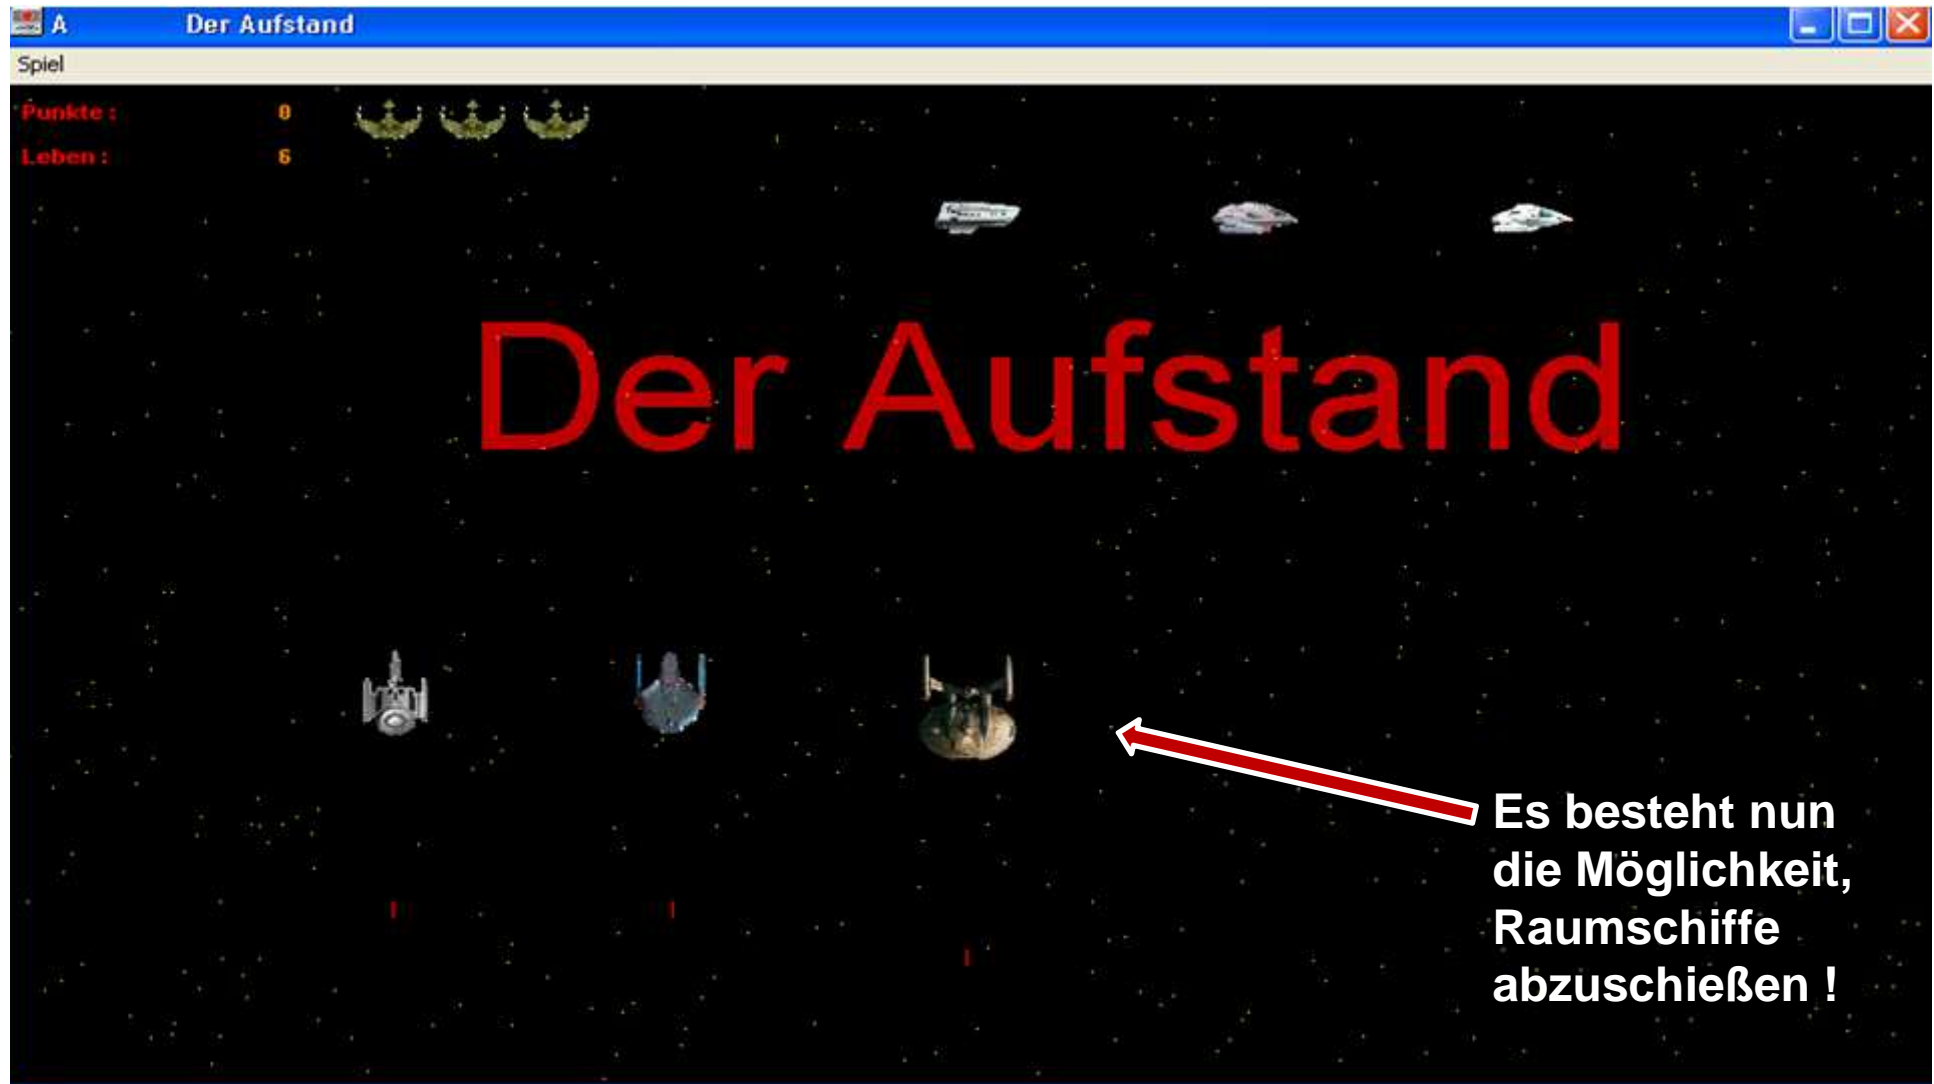 A Der Aufstand
Spiel
Punkte : 0
Leben : 6
Der Aufstand
Es besteht nun
die Möglichkeit,
Raumschiffe
abzuschießen !